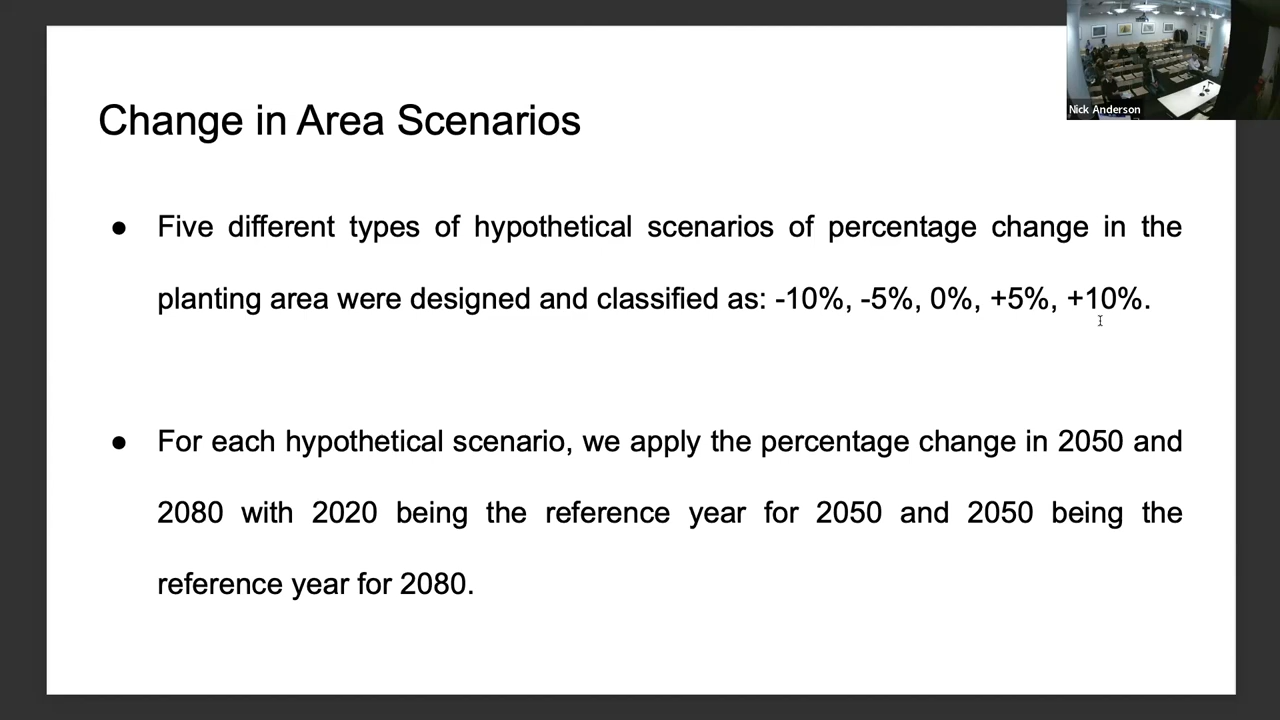 Change in Area Scenarios
Nick Anderson
● Five different types of hypothetical scenarios of percentage change in the
planting area were designed and classified as: -10%, -5%, 0%, +5%, +10%.
● For each hypothetical scenario, we apply the percentage change in 2050 and
2080 with 2020 being the reference year for 2050 and 2050 being the
reference year for 2080.